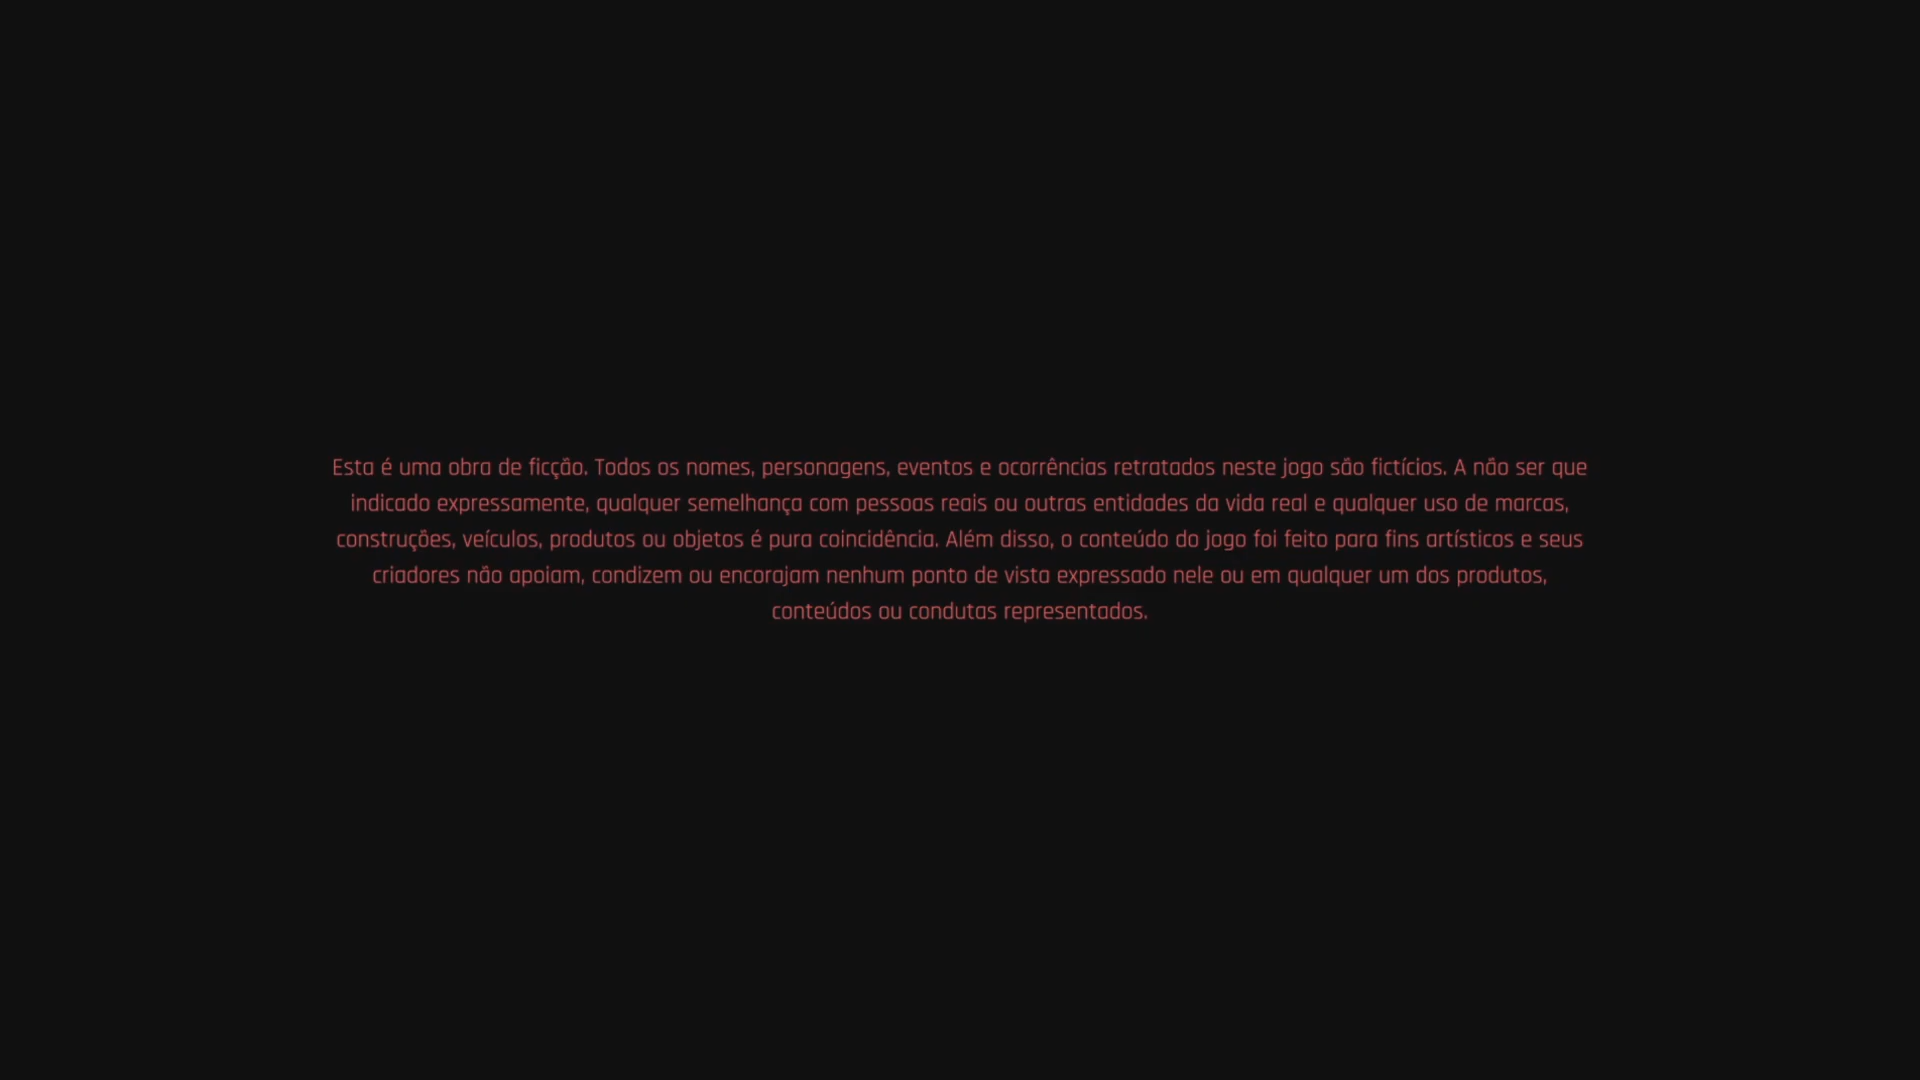 Esta é uma obra de ficção. Todos os nomes, personagens, eventos e ocorrências retratados neste jogo são fictícios. A não ser que
indicado expressamente, qualquer semelhança com pessoas reais ou outras entidades da vida real e qualquer uso de marcas,
construções, veículos, produtos ou objetos é pura coincidência. Além disso, o conteúdo do jogo foi feito para fins artísticos e seus
criadores não apoiam, condizem ou encorajam nenhum ponto de vista expressado nele ou em qualquer um dos produtos,
conteúdos ou condutas representados.